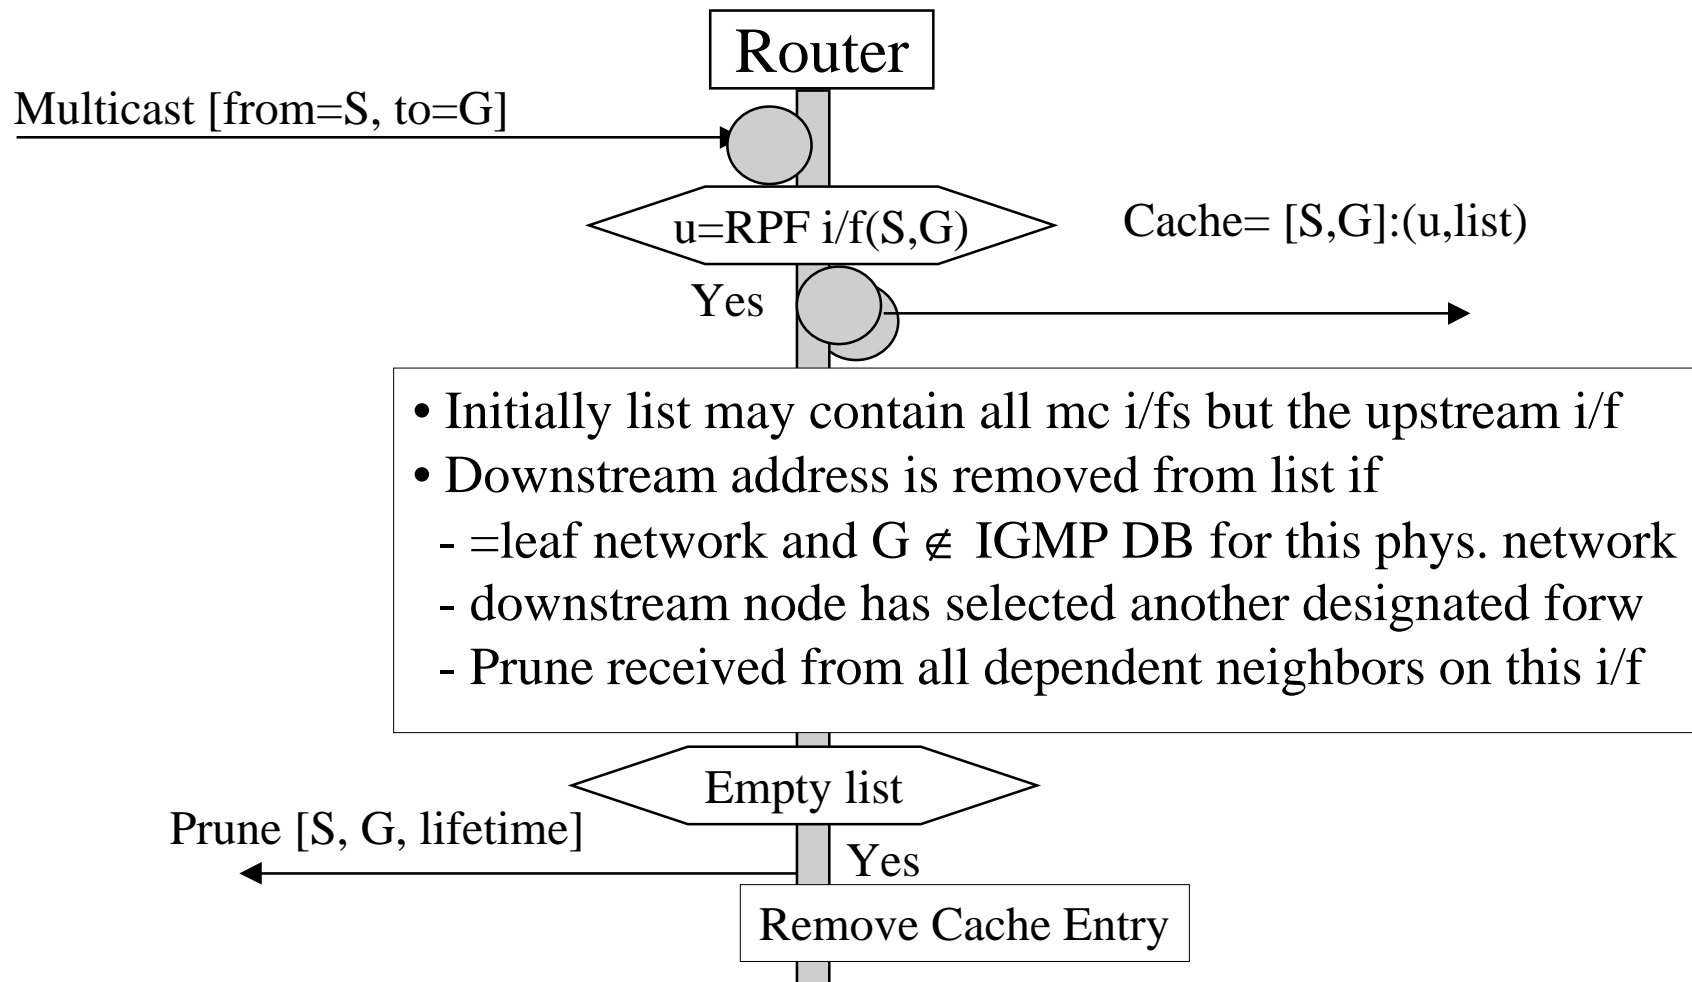 Router
Multicast [from=S, to=G]
u=RPF i/f(S,G)
Cache= [S,G]:(u,list)
Yes
• Initially list may contain all mc i/fs but the upstream i/f
• Downstream address is removed from list if
- =leaf network and G ∉ IGMP DB for this phys. network
- downstream node has selected another designated forw
- Prune received from all dependent neighbors on this i/f
Empty list
Prune [S, G, lifetime]
Yes
Remove Cache Entry